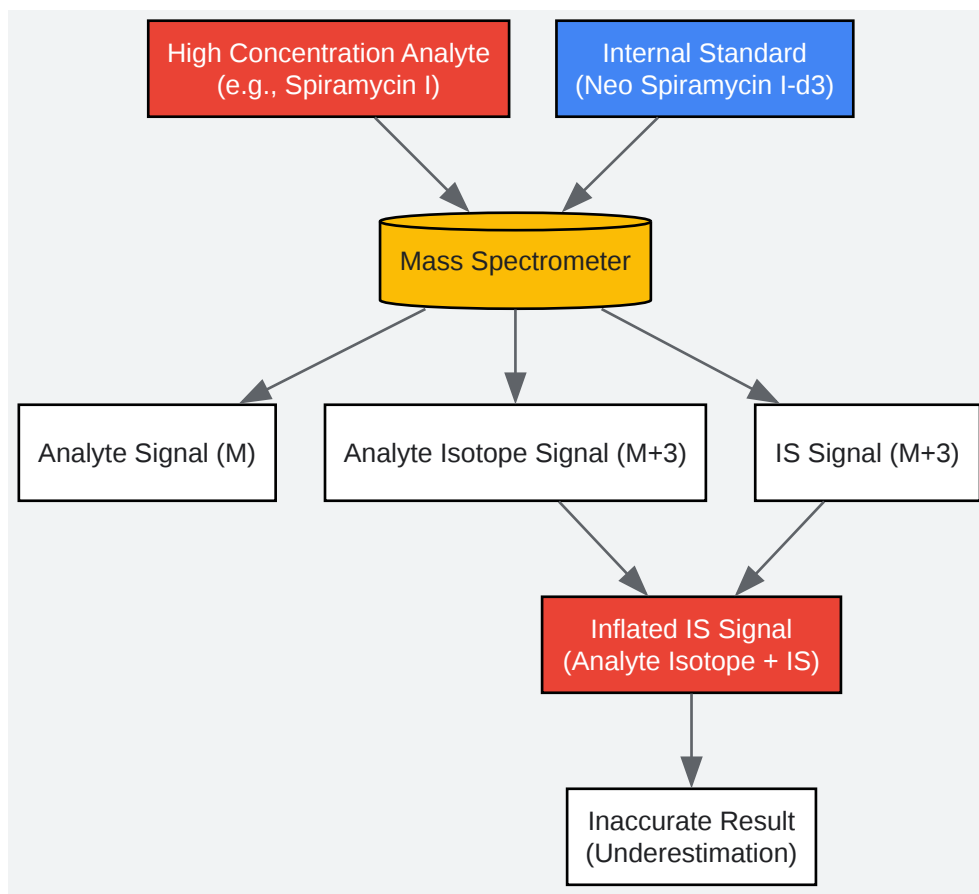 High Concentration Analyte
(e.g., Spiramycin I)
Internal Standard
(Neo Spiramycin I-d3)
Mass Spectrometer
Analyte Signal (M)
Analyte Isotope Signal (M+3)
IS Signal (M+3)
Inflated IS Signal
(Analyte Isotope + IS)
Inaccurate Result
(Underestimation)